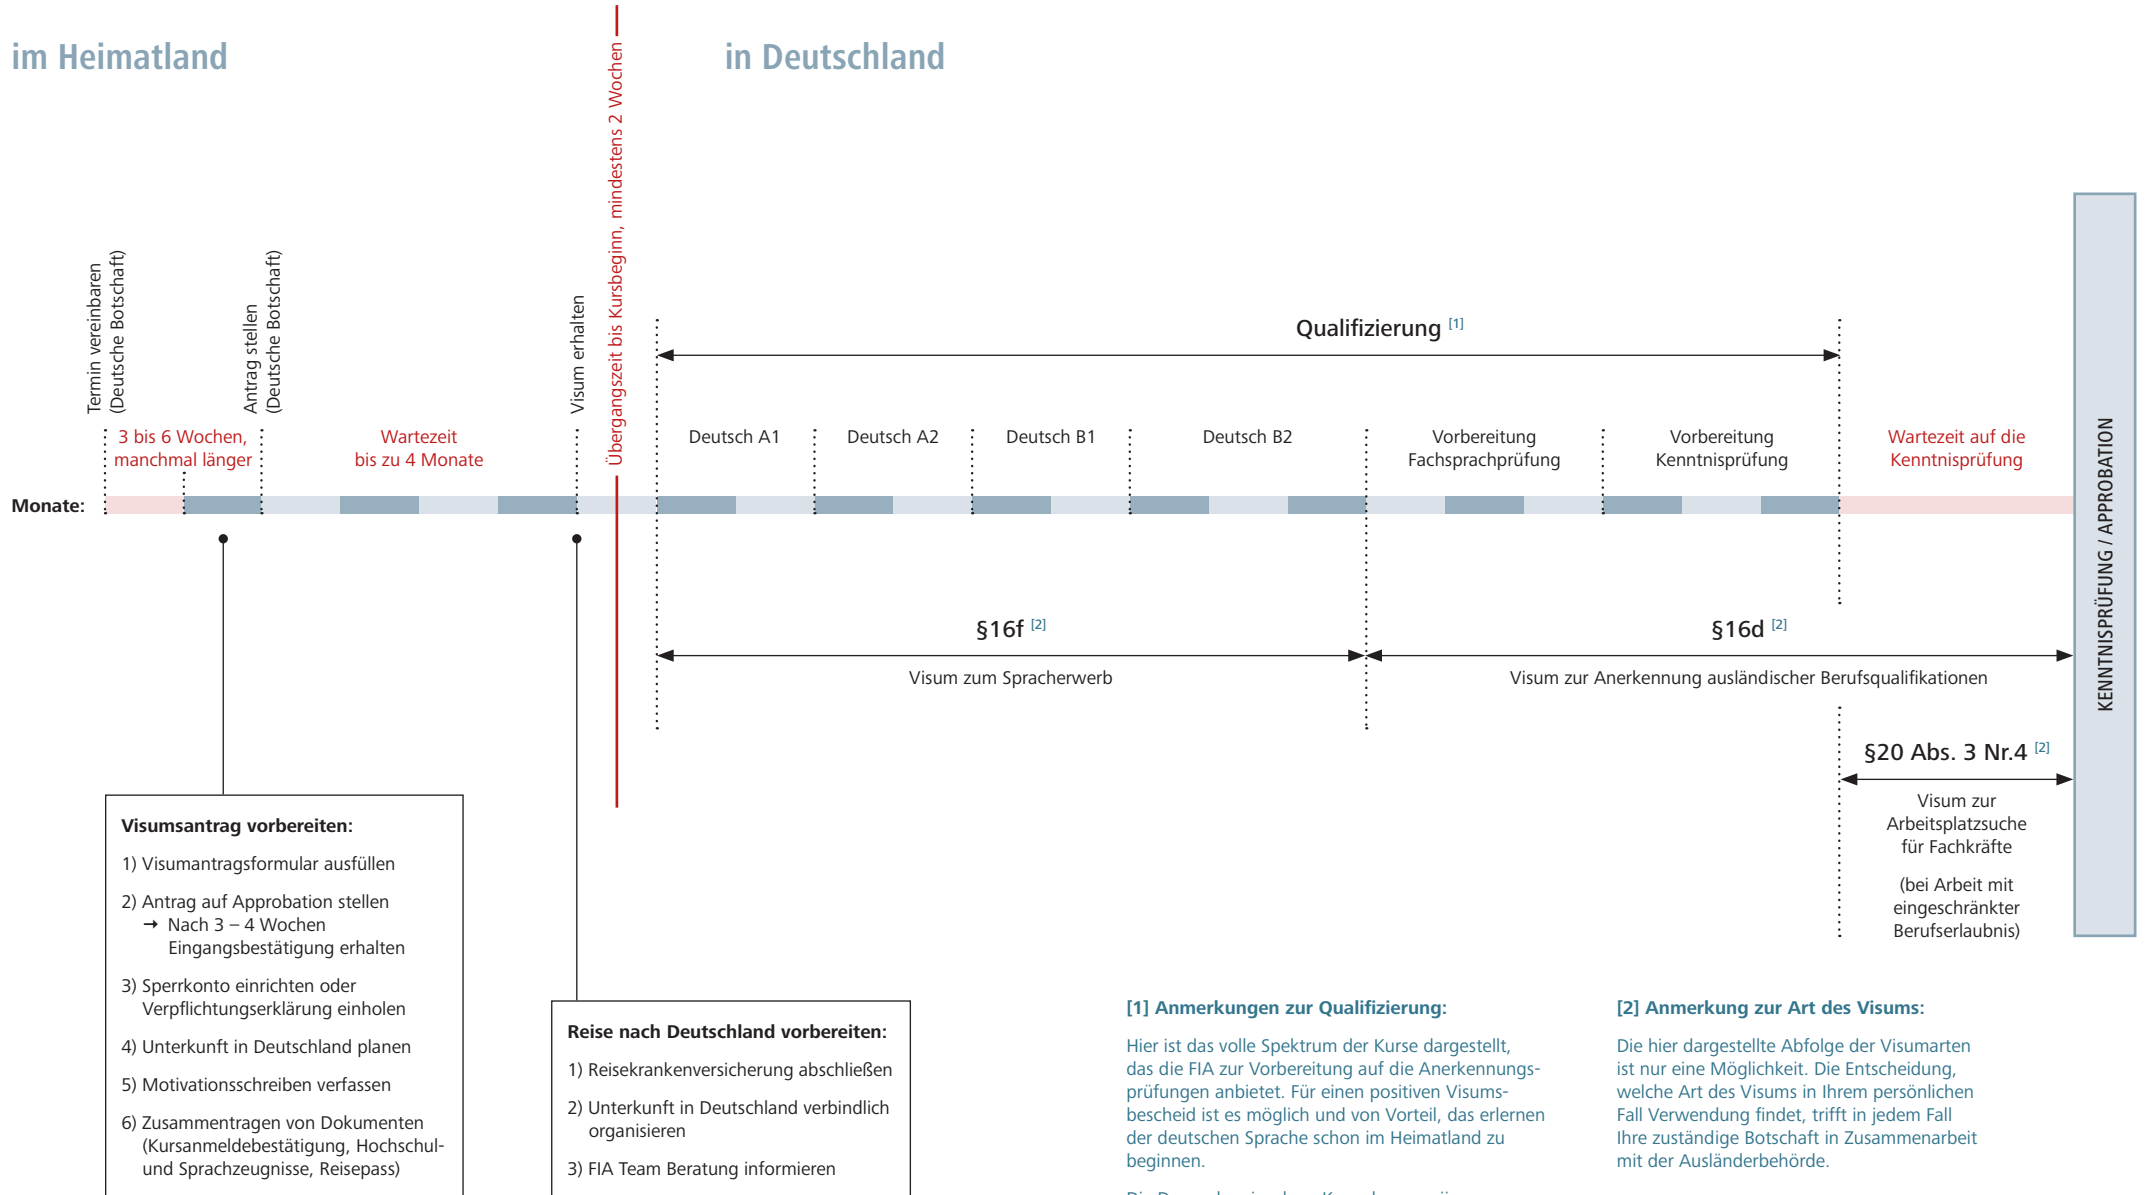 im Heimatland
in Deutschland
Übergangszeit bis Kursbeginn, mindestens 2 Wochen
Termin vereinbaren
(Deutsche Botschaft)
Antrag stellen
(Deutsche Botschaft)
Visum erhalten
Qualifizierung [1]
3 bis 6 Wochen,
manchmal länger
Wartezeit
bis zu 4 Monate
Deutsch A1
Deutsch A2
Deutsch B1
Deutsch B2
Vorbereitung
Fachsprachprüfung
Vorbereitung
Kenntnisprüfung
Wartezeit auf die
Kenntnisprüfung
Monate:
KENNTNISPRÜFUNG / APPROBATION
§16f [2]
Visum zum Spracherwerb
§16d [2]
Visum zur Anerkennung ausländischer Berufsqualifikationen
§20 Abs. 3 Nr.4 [2]
Visum zur
Arbeitsplatzsuche
für Fachkräfte
(bei Arbeit mit
eingeschränkter
Berufserlaubnis)
Visumsantrag vorbereiten:
1) Visumantragsformular ausfüllen
2) Antrag auf Approbation stellen
→ Nach 3 – 4 Wochen
Eingangsbestätigung erhalten
3) Sperrkonto einrichten oder
Verpflichtungserklärung einholen
4) Unterkunft in Deutschland planen
5) Motivationsschreiben verfassen
6) Zusammentragen von Dokumenten
(Kursanmeldebestätigung, Hochschul-
und Sprachzeugnisse, Reisepass)
Reise nach Deutschland vorbereiten:
1) Reisekrankenversicherung abschließen
2) Unterkunft in Deutschland verbindlich
organisieren
3) FIA Team Beratung informieren
[1] Anmerkungen zur Qualifizierung:
Hier ist das volle Spektrum der Kurse dargestellt,
das die FIA zur Vorbereitung auf die Anerkennungs-
prüfungen anbietet. Für einen positiven Visums-
bescheid ist es möglich und von Vorteil, das erlernen
der deutschen Sprache schon im Heimatland zu
beginnen.
[2] Anmerkung zur Art des Visums:
Die hier dargestellte Abfolge der Visumarten
ist nur eine Möglichkeit. Die Entscheidung,
welche Art des Visums in Ihrem persönlichen
Fall Verwendung findet, trifft in jedem Fall
Ihre zuständige Botschaft in Zusammenarbeit
mit der Ausländerbehörde.